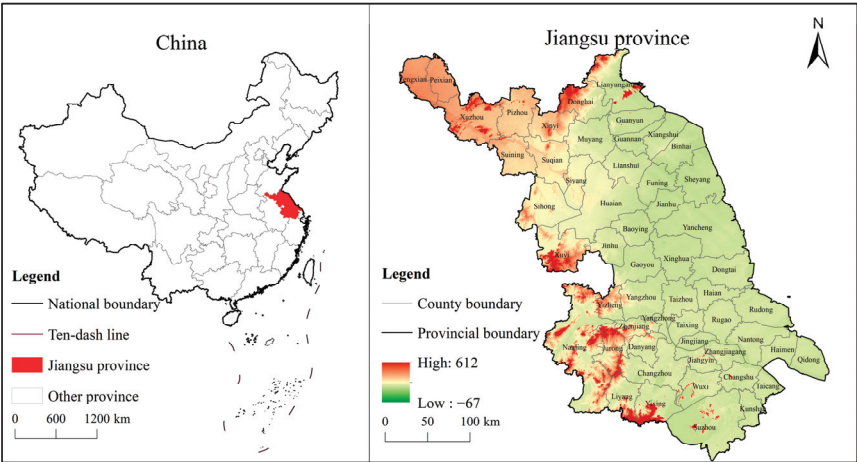 China
Legend
National boundary
Ten-dash line
Jiangsu province
Other province
0 600 1200 km
Jiangsu province
N
Peixian
Lianyungang
Donghai
Xuzhou
Pizhou
Xinyi
Guanyun
Xiangshui
Guannan
Muyang
Binhai
Suining
Suqian
Lianshui
Siyang
Funing
Sheyang
Sihong
Huaian
Jianhu
Baoying
Yancheng
Xuyi
Jinhu
Gaoyou
Xinghua
Dongtai
Yizheng
Yangzhou
Taizhou
Haian
Rudong
Yangzhong
Zhenjiang
Taixing
Rugao
Nanjing
Jurong
Danyang
Jingjiang
Nantong
Haimen
Zhangjiagang
Jiangyin
Qidong
Changzhou
Changshu
Wuxi
Taicang
Liyang
Yixing
Kunshan
Suzhou
Legend
County boundary
Provincial boundary
High: 612
Low : −67
0 50 100 km